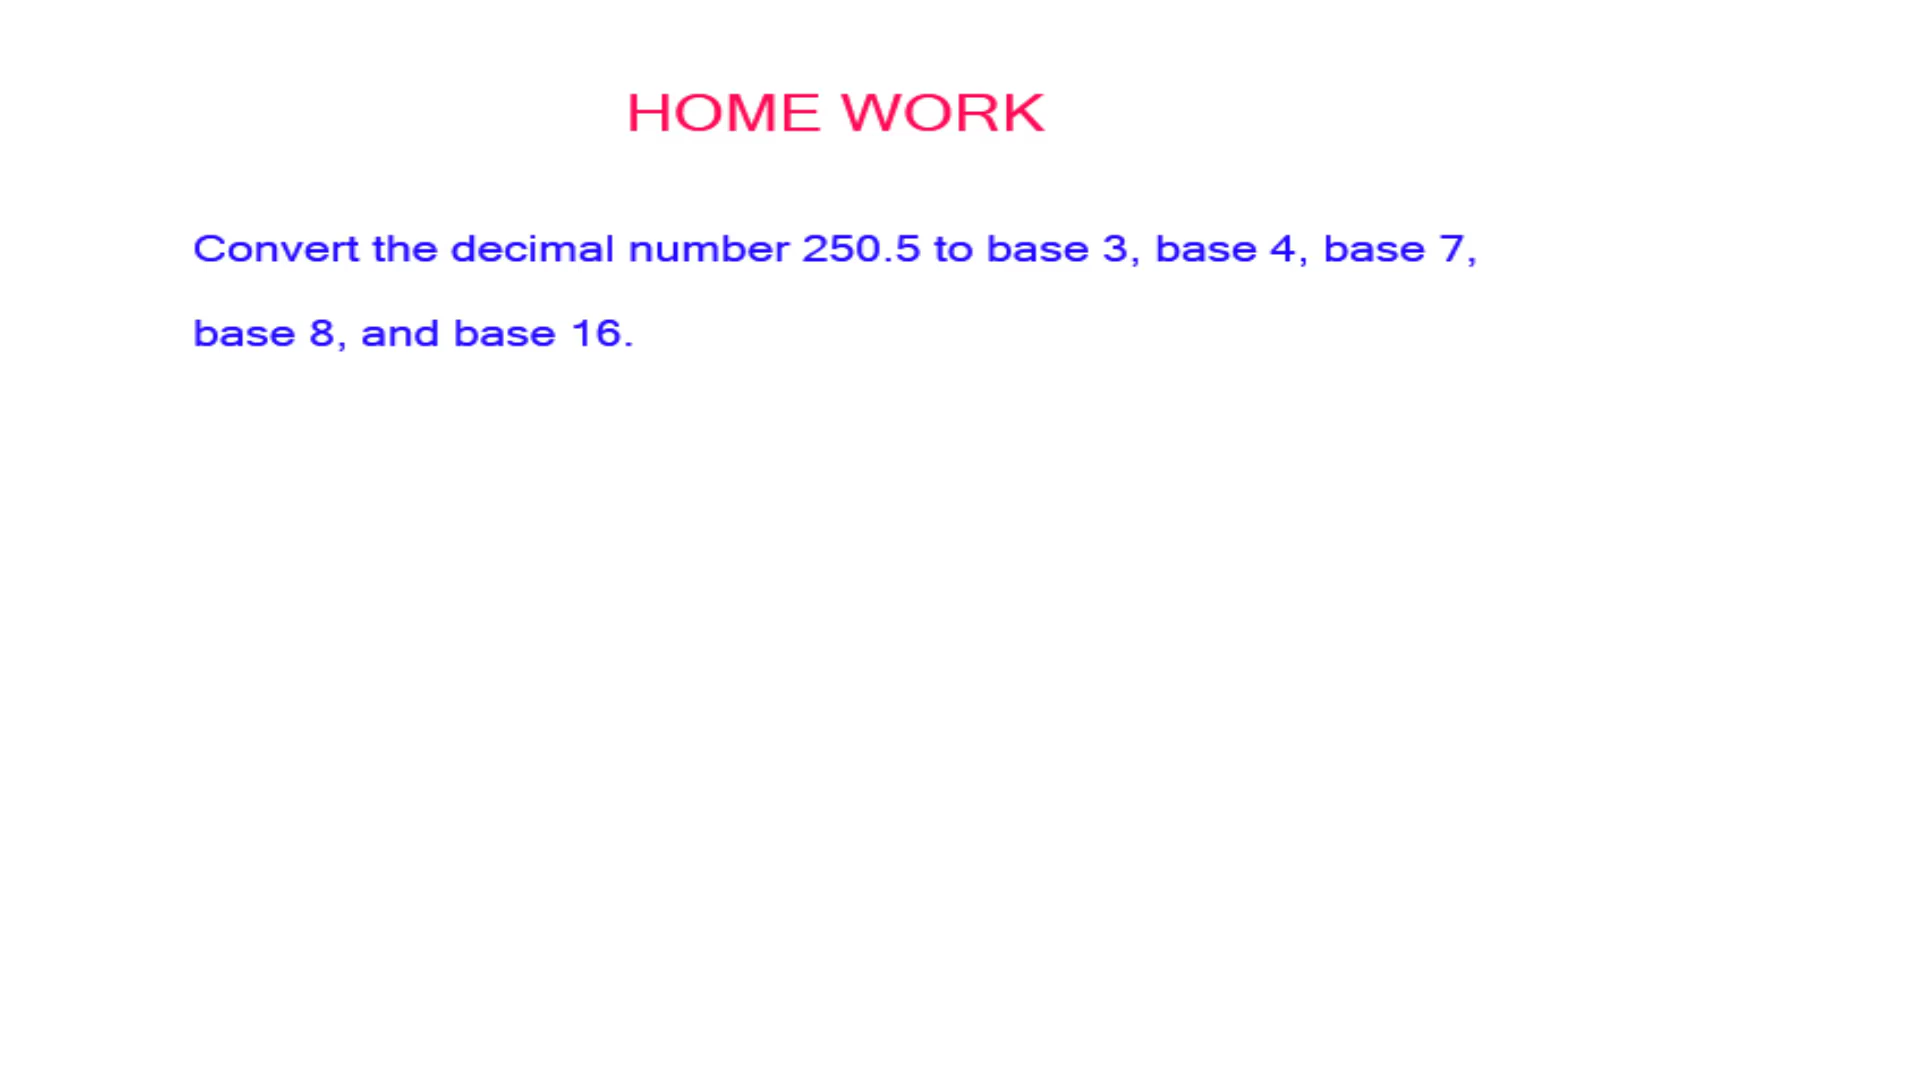 HOME WORK
Convert the decimal number 250.5 to base 3, base 4, base 7,
base 8, and base 16.